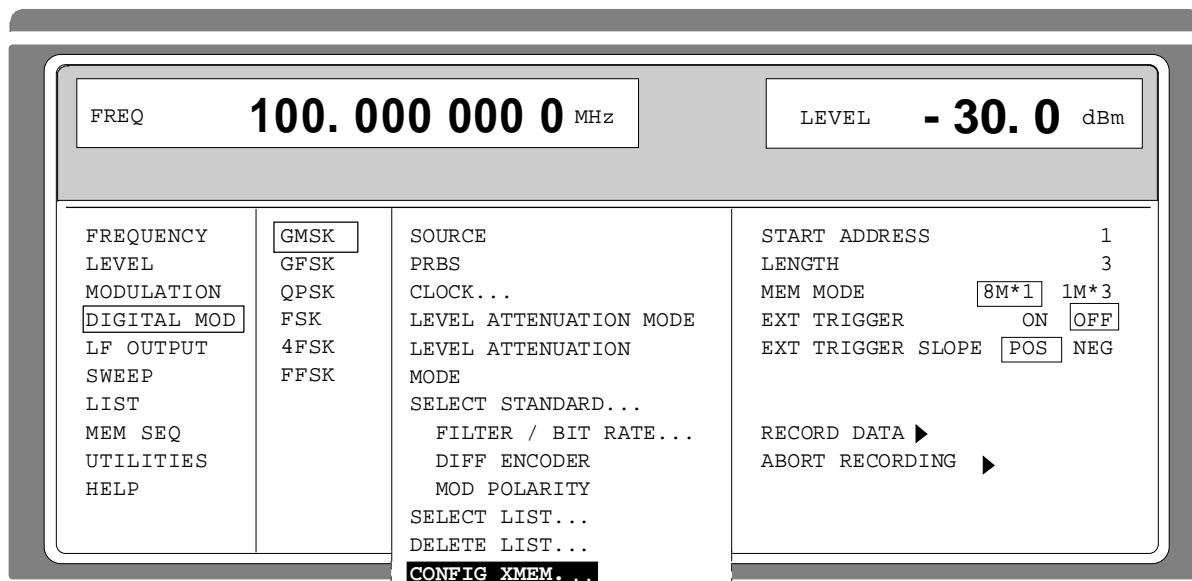 FREQ 100. 000 000 0 MHz
LEVEL - 30. 0 dBm
FREQUENCY
LEVEL
MODULATION
DIGITAL MOD
LF OUTPUT
SWEEP
LIST
MEM SEQ
UTILITIES
HELP
GMSK
GFSK
QPSK
FSK
4FSK
FFSK
SOURCE
PRBS
CLOCK...
LEVEL ATTENUATION MODE
LEVEL ATTENUATION
MODE
SELECT STANDARD...
FILTER / BIT RATE...
DIFF ENCODER
MOD POLARITY
SELECT LIST...
DELETE LIST...
CONFIG XMEM...
START ADDRESS 1
LENGTH 3
MEM MODE 8M*1 1M*3
EXT TRIGGER ON OFF
EXT TRIGGER SLOPE POS NEG
RECORD DATA
ABORT RECORDING